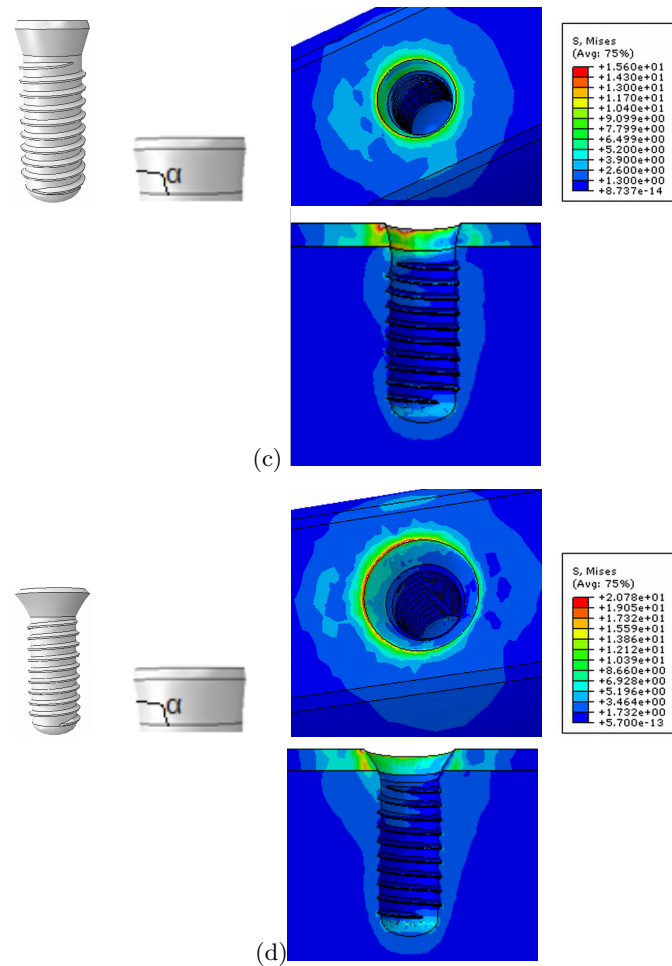 S, Mises
(Avg: 75%)
+1.560e+01
+1.430e+01
+1.300e+01
+1.170e+01
+1.040e+01
+9.099e+00
+7.799e+00
+6.499e+00
+5.200e+00
+3.900e+00
+2.600e+00
+1.300e+00
+8.737e-14
α
(c)
S, Mises
(Avg: 75%)
+2.078e+01
+1.905e+01
+1.732e+01
+1.559e+01
+1.386e+01
+1.212e+01
+1.039e+01
+8.660e+00
+6.928e+00
+5.196e+00
+3.464e+00
+1.732e+00
+5.700e-13
α
(d)